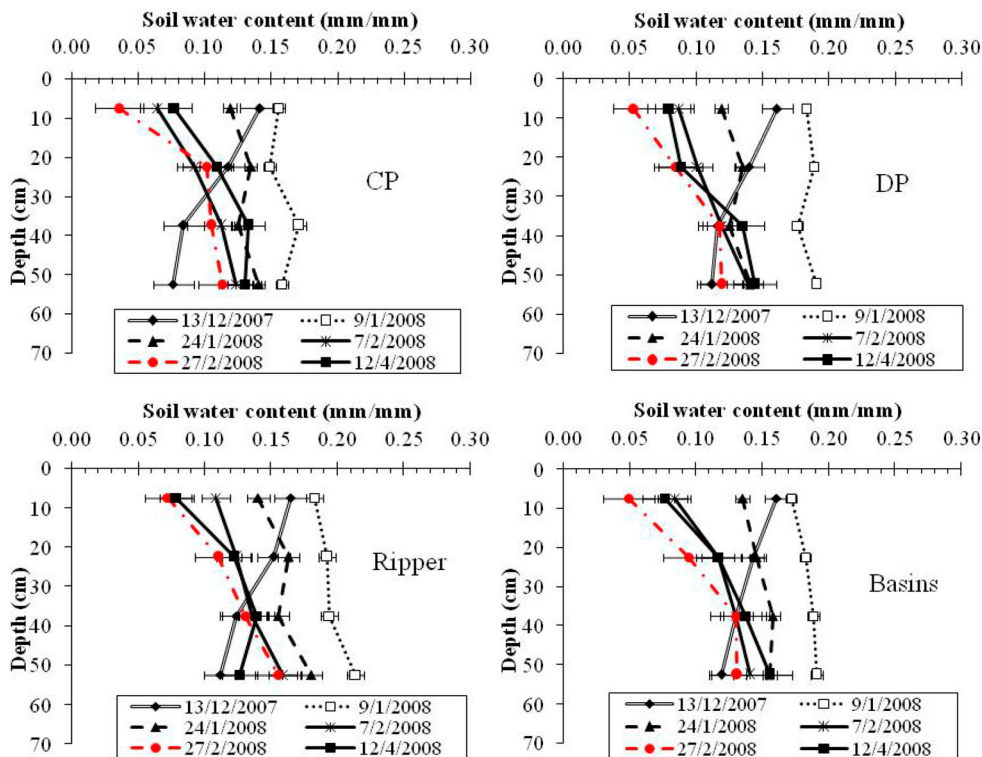 Soil water content (mm/mm)
0.00 0.05 0.10 0.15 0.20 0.25 0.30
0
10
20
30
40
50
60
70
Depth (cm)
CP
13/12/2007 9/1/2008
24/1/2008 7/2/2008
27/2/2008 12/4/2008
Soil water content (mm/mm)
0.00 0.05 0.10 0.15 0.20 0.25 0.30
0
10
20
30
40
50
60
70
Depth (cm)
DP
13/12/2007 9/1/2008
24/1/2008 7/2/2008
27/2/2008 12/4/2008
Soil water content (mm/mm)
0.00 0.05 0.10 0.15 0.20 0.25 0.30
0
10
20
30
40
50
60
70
Depth (cm)
Ripper
13/12/2007 9/1/2008
24/1/2008 7/2/2008
27/2/2008 12/4/2008
Soil water content (mm/mm)
0.00 0.05 0.10 0.15 0.20 0.25 0.30
0
10
20
30
40
50
60
70
Depth (cm)
Basins
13/12/2007 9/1/2008
24/1/2008 7/2/2008
27/2/2008 12/4/2008